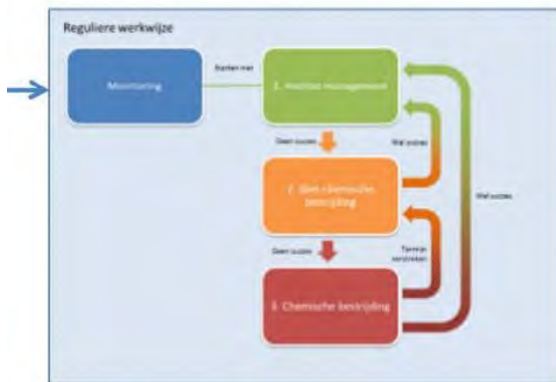 Reguliere werkwijze
Monitoring
Starten met
1. Habitat management
Geen succes
Wel succes
2. Niet-chemische
bestrijding
Wel succes
Geen succes
Termijn
verstreken
3. Chemische bestrijding